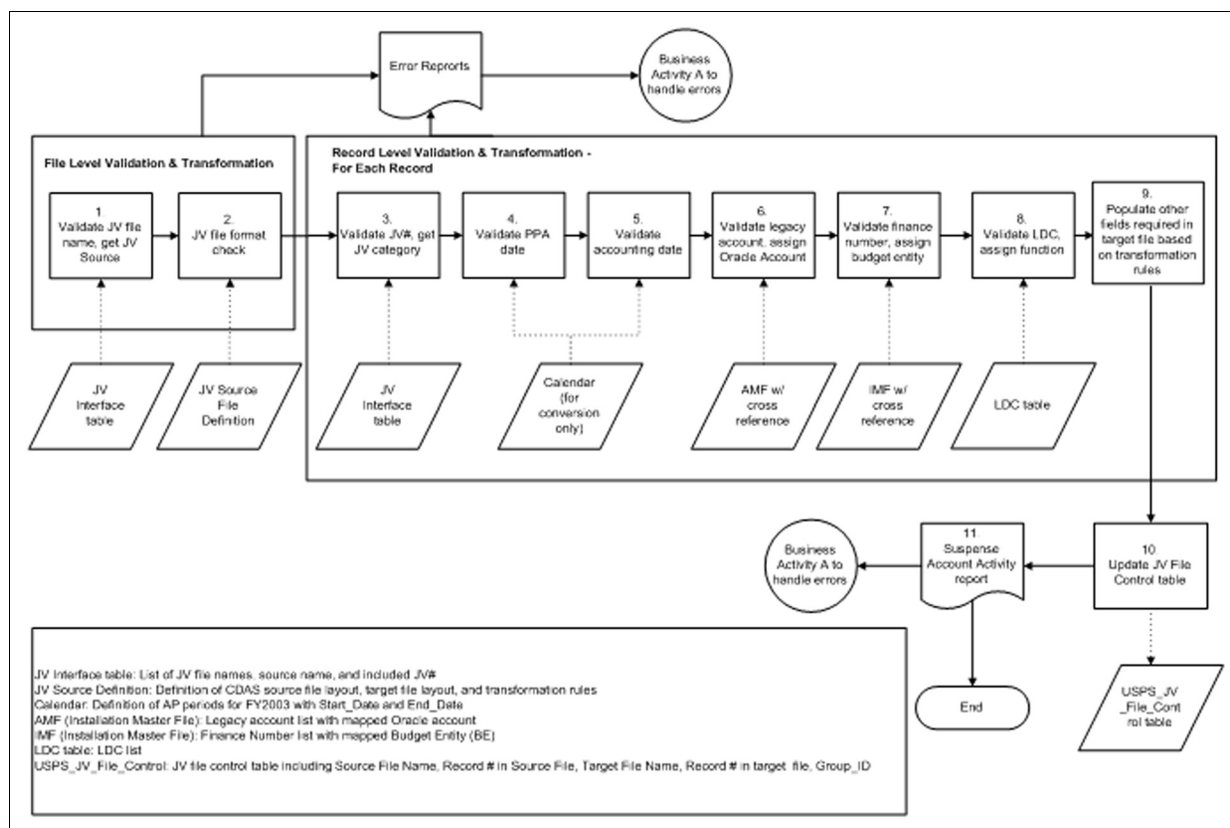 Error Reprorts
Business
Activity A to
handle errors
File Level Validation & Transformation
Record Level Validation & Transformation -
For Each Record
1.
Validate JV file
name, get JV
Source
2.
JV file format
check
3.
Validate JV#, get
JV category
4.
Validate PPA
date
5.
Validate
accounting date
6.
Validate legacy
account, assign
Oracle Account
7.
Validate finance
number, assign
budget entity
8.
Validate LDC,
assign function
9.
Populate other
fields required in
target file based
on transformation
rules
JV
Interface
table
JV Source
File
Definition
JV
Interface
table
Calendar
(for
conversion
only)
AMF w/
cross
reference
IMF w/
cross
reference
LDC table
Business
Activity A to
handle errors
11
Suspense
Account Activity
report
10.
Update JV File
Control table
End
USPS_JV
_File_Cont
rol table
JV Interface table: List of JV file names, source name, and included JV#
JV Source Definition: Definition of CDAS source file layout, target file layout, and transformation rules
Calendar: Definition of AP periods for FY2003 with Start_Date and End_Date
AMF (Installation Master File): Legacy account list with mapped Oracle account
IMF (Installation Master File): Finance Number list with mapped Budget Entity (BE)
LDC table: LDC list
USPS_JV_File_Control: JV file control table including Source File Name, Record # in Source File, Target File Name, Record # in target file, Group_ID